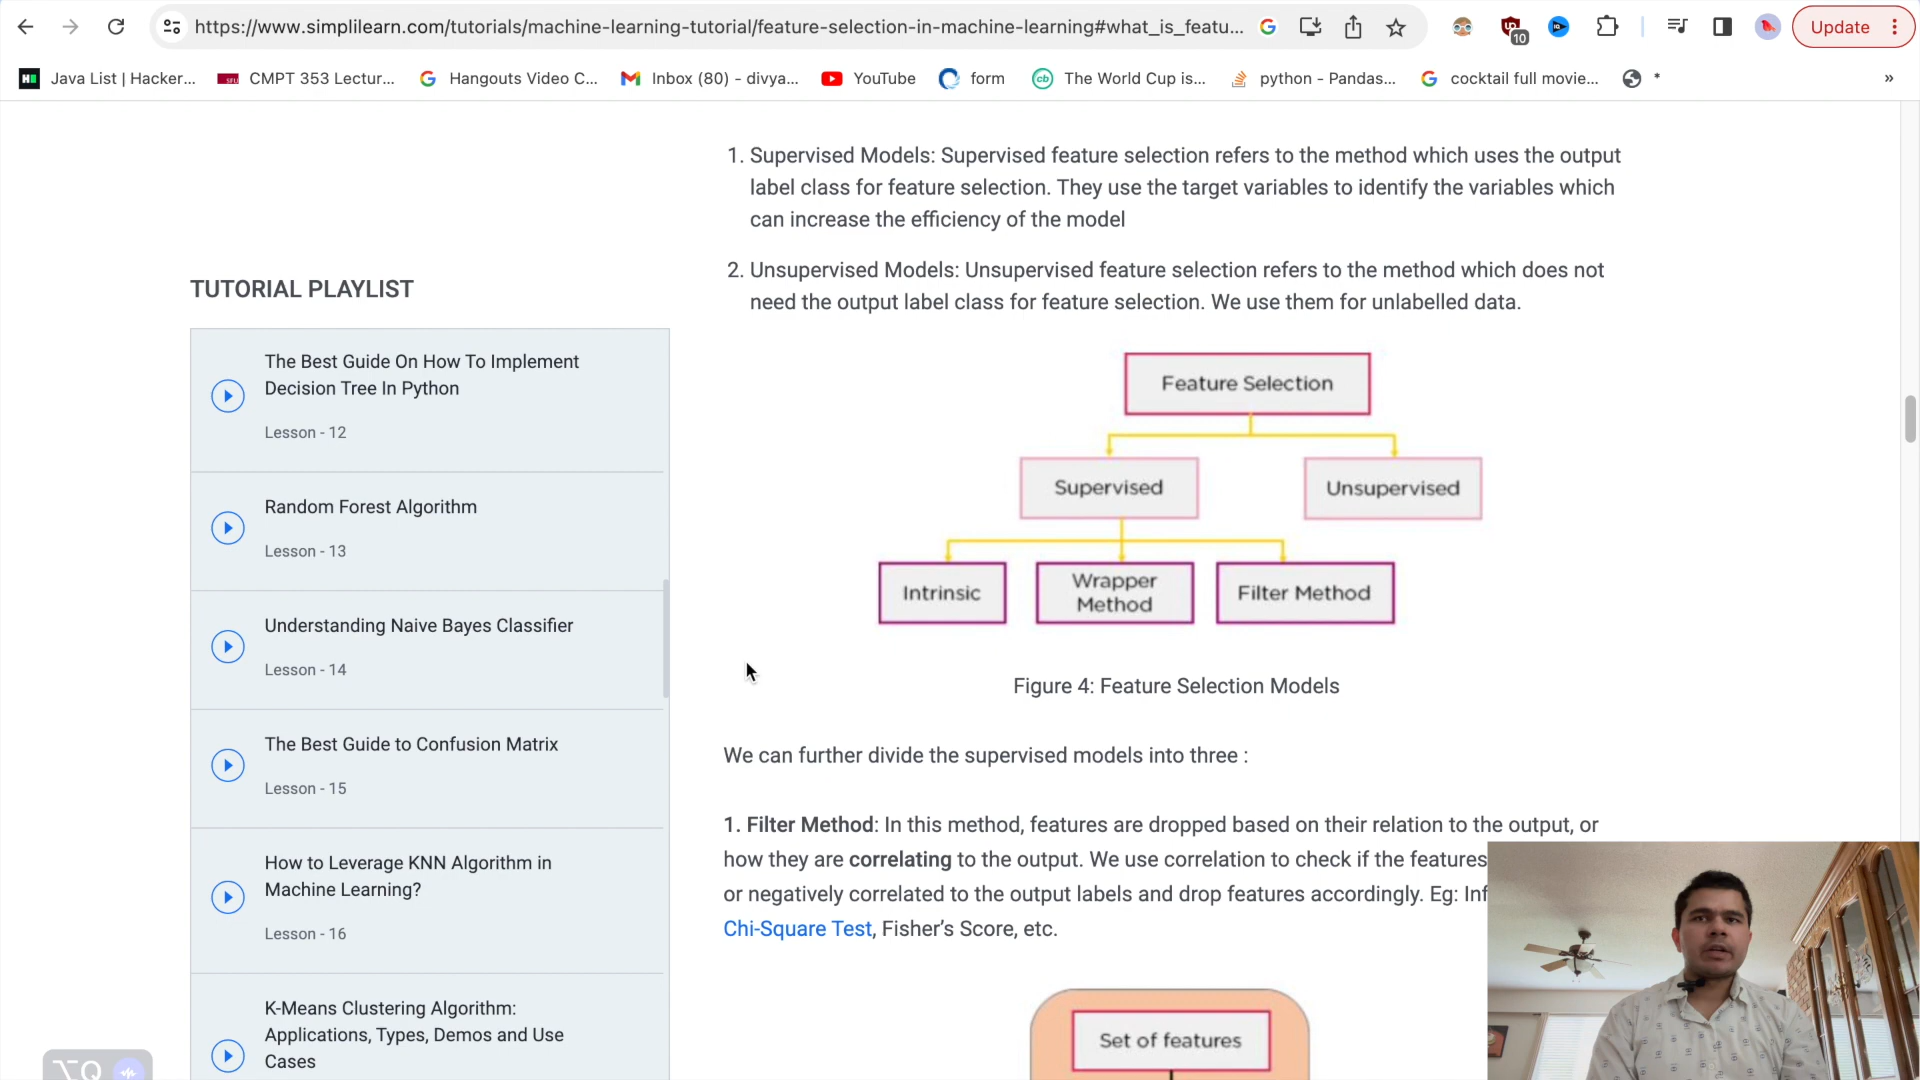 https://www.simplilearn.com/tutorials/machine-learning-tutorial/feature-selection-in-machine-learning#what_is_featu...
10
Update
Java List | Hacker...
SFU
CMPT 353 Lectur...
Hangouts Video C...
Inbox (80) - divya...
YouTube
form
cb
The World Cup is...
python - Pandas...
cocktail full movie...
*
»
1. Supervised Models: Supervised feature selection refers to the method which uses the output
label class for feature selection. They use the target variables to identify the variables which
can increase the efficiency of the model
2. Unsupervised Models: Unsupervised feature selection refers to the method which does not
need the output label class for feature selection. We use them for unlabelled data.
TUTORIAL PLAYLIST
The Best Guide On How To Implement
Decision Tree In Python
Lesson - 12
Random Forest Algorithm
Lesson - 13
Understanding Naive Bayes Classifier
Lesson - 14
The Best Guide to Confusion Matrix
Lesson - 15
How to Leverage KNN Algorithm in
Machine Learning?
Lesson - 16
K-Means Clustering Algorithm:
Applications, Types, Demos and Use
Cases
Feature Selection
Supervised
Unsupervised
Intrinsic
Wrapper
Method
Filter Method
Figure 4: Feature Selection Models
We can further divide the supervised models into three :
1. Filter Method: In this method, features are dropped based on their relation to the output, or
how they are correlating to the output. We use correlation to check if the features
or negatively correlated to the output labels and drop features accordingly. Eg: Inf
Chi-Square Test, Fisher’s Score, etc.
Set of features
⌥Q